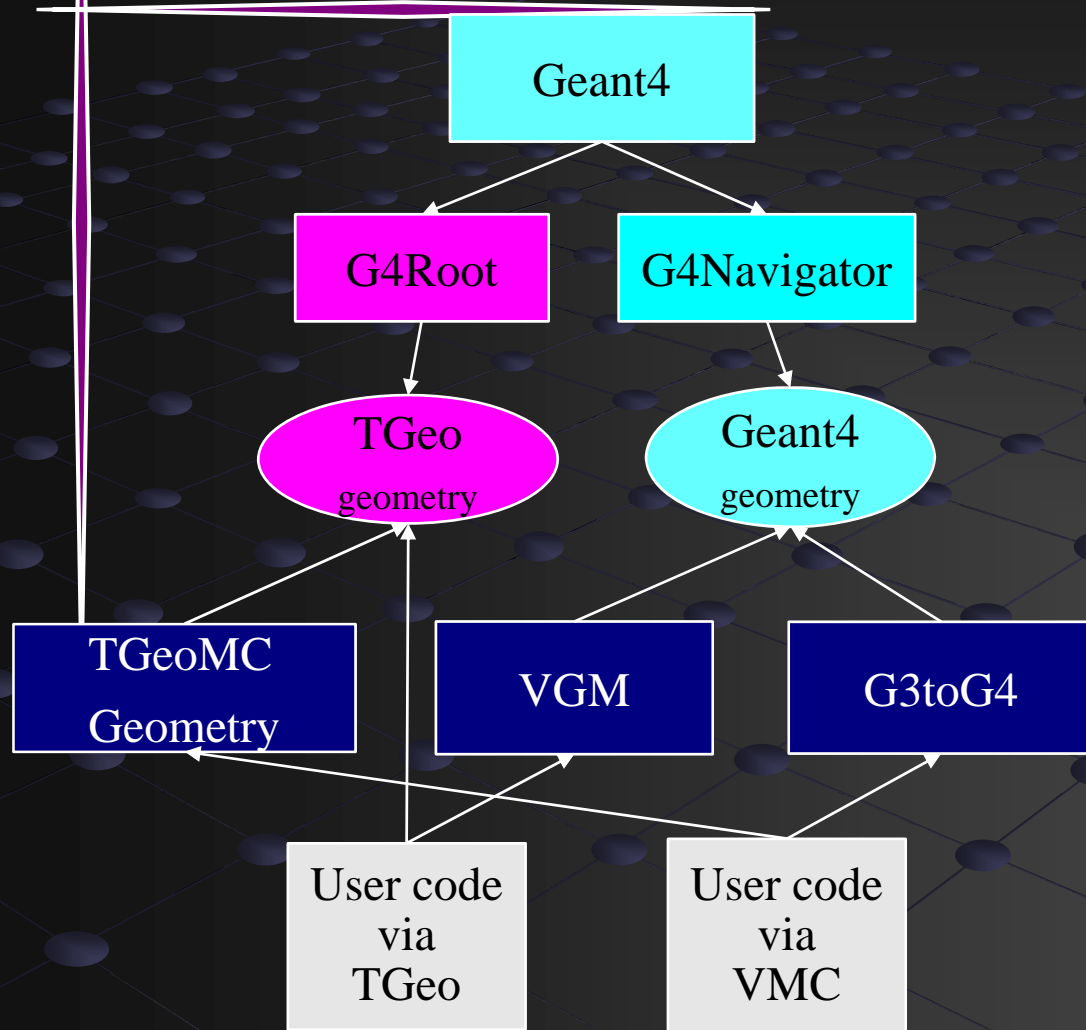 Geant4
G4Root
G4Navigator
TGeo
geometry
Geant4
geometry
TGeoMC
Geometry
VGM
G3toG4
User code
via
TGeo
User code
via
VMC